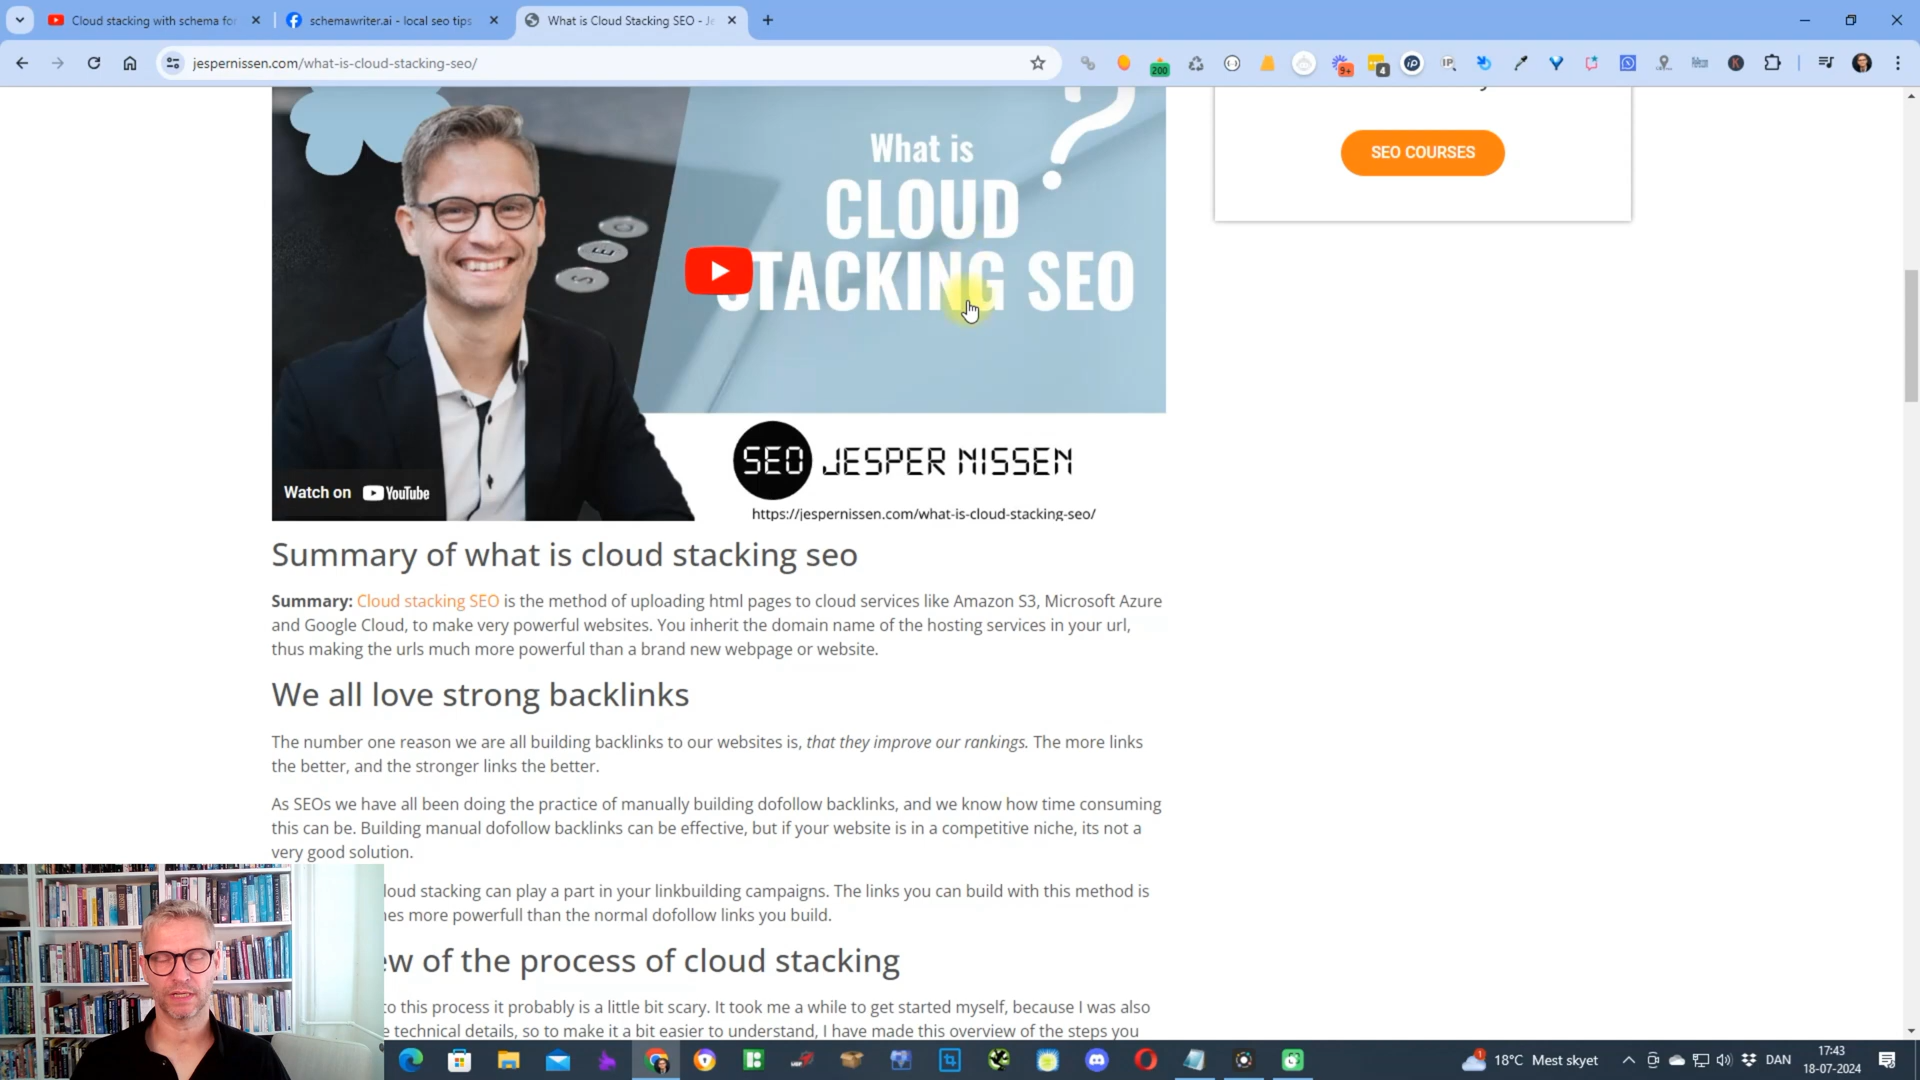 Cloud stacking with schema for
schemawriter.ai - local seo tips
What is Cloud Stacking SEO - Je
jespernissen.com/what-is-cloud-stacking-seo/
200
9+
4
What is
CLOUD
STACKING SEO
?
SEO COURSES
SEO JESPER NISSEN
Watch on YouTube
https://jespernissen.com/what-is-cloud-stacking-seo/
Summary of what is cloud stacking seo
Summary: Cloud stacking SEO is the method of uploading html pages to cloud services like Amazon S3, Microsoft Azure
and Google Cloud, to make very powerful websites. You inherit the domain name of the hosting services in your url,
thus making the urls much more powerful than a brand new webpage or website.
We all love strong backlinks
The number one reason we are all building backlinks to our websites is, that they improve our rankings. The more links
the better, and the stronger links the better.
As SEOs we have all been doing the practice of manually building dofollow backlinks, and we know how time consuming
this can be. Building manual dofollow backlinks can be effective, but if your website is in a competitive niche, its not a
very good solution.
loud stacking can play a part in your linkbuilding campaigns. The links you can build with this method is
es more powerfull than the normal dofollow links you build.
ew of the process of cloud stacking
to this process it probably is a little bit scary. It took me a while to get started myself, because I was also
e technical details, so to make it a bit easier to understand, I have made this overview of the steps you
18°C Mest skyet
DAN
17:43
18-07-2024